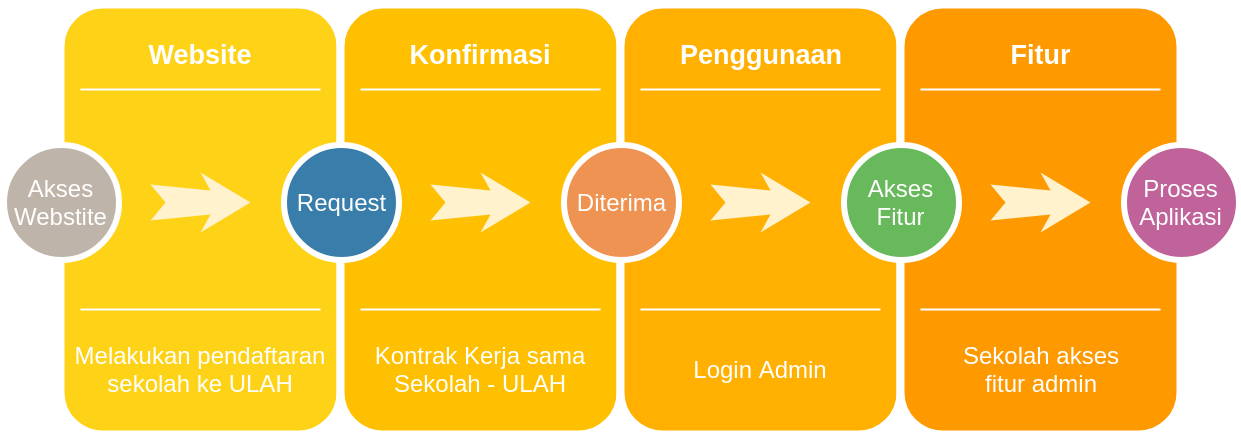 Website
Konfirmasi
Penggunaan
Fitur
Akses
Webstite
Request
Diterima
Akses
Fitur
Proses
Aplikasi
Melakukan pendaftaran
sekolah ke ULAH
Kontrak Kerja sama
Sekolah - ULAH
Login Admin
Sekolah akses
fitur admin